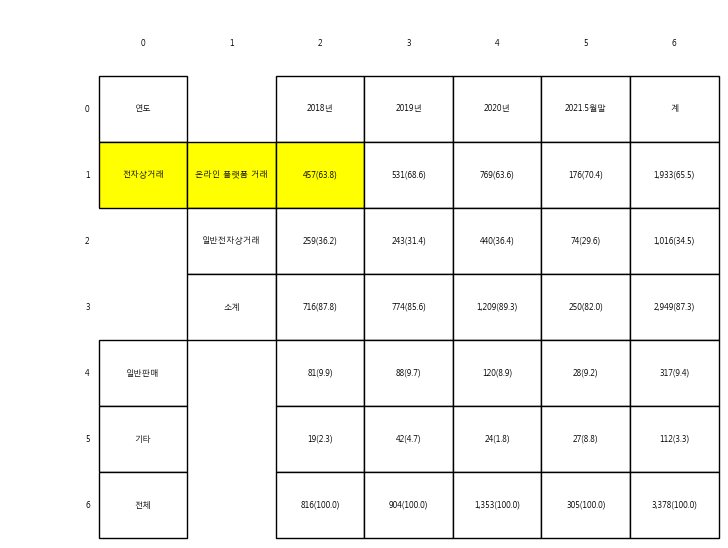 0 1 2 3 4 5 6
0 연도 2018년 2019년 2020년 2021.5월말 계
1 전자상거래 온라인 플랫폼 거래 457(63.8) 531(68.6) 769(63.6) 176(70.4) 1,933(65.5)
2 일반전자상거래 259(36.2) 243(31.4) 440(36.4) 74(29.6) 1,016(34.5)
3 소계 716(87.8) 774(85.6) 1,209(89.3) 250(82.0) 2,949(87.3)
4 일반판매 81(9.9) 88(9.7) 120(8.9) 28(9.2) 317(9.4)
5 기타 19(2.3) 42(4.7) 24(1.8) 27(8.8) 112(3.3)
6 전체 816(100.0) 904(100.0) 1,353(100.0) 305(100.0) 3,378(100.0)